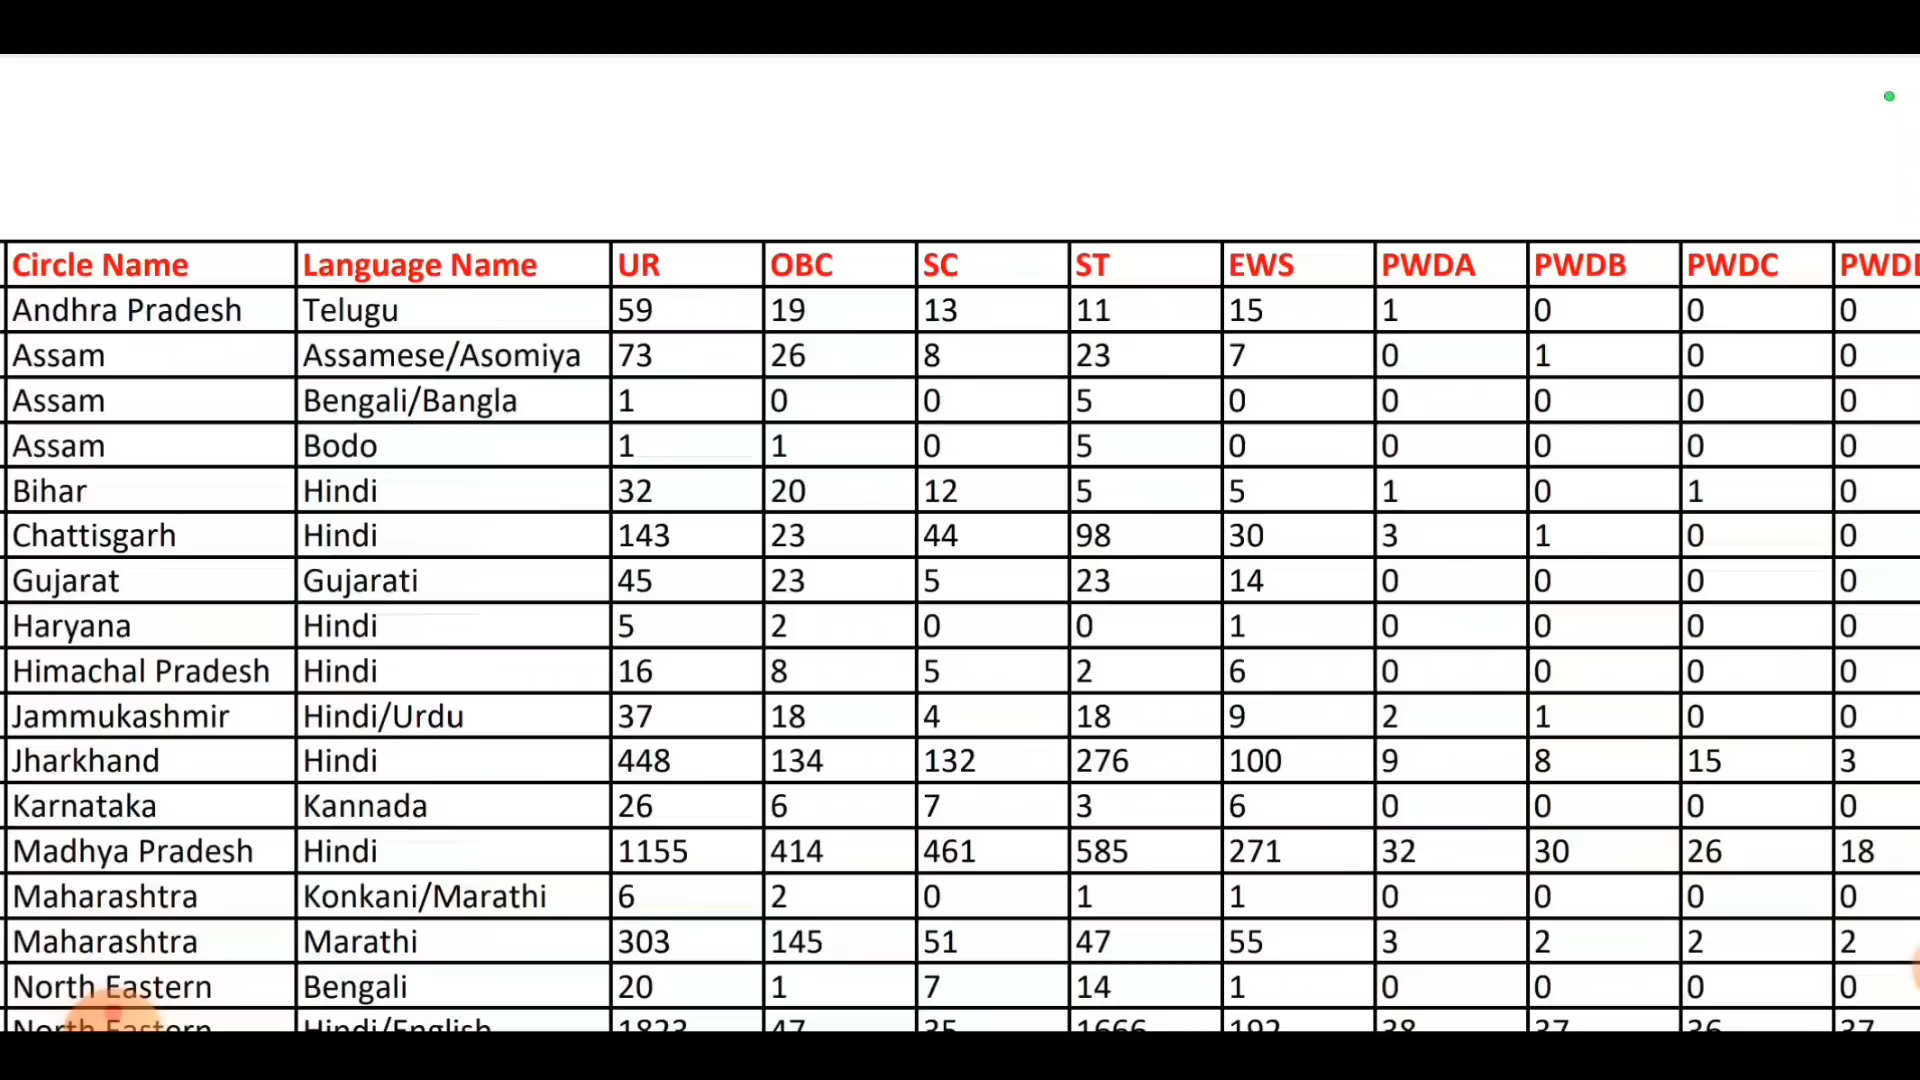 Circle Name Language Name UR OBC SC ST EWS PWDA PWDB PWDC
Andhra Pradesh Telugu 59 19 13 11 15 1 0 0 0
Assam Assamese/Asomiya 73 26 8 23 7 0 1 0 0
Assam Bengali/Bangla 1 0 0 5 0 0 0 0 0
Assam Bodo 1 1 0 5 0 0 0 0 0
Bihar Hindi 32 20 12 5 5 1 0 1 0
Chattisgarh Hindi 143 23 44 98 30 3 1 0 0
Gujarat Gujarati 45 23 5 23 14 0 0 0 0
Haryana Hindi 5 2 0 0 1 0 0 0 0
Himachal Pradesh Hindi 16 8 5 2 6 0 0 0 0
Jammukashmir Hindi/Urdu 37 18 4 18 9 2 1 0 0
Jharkhand Hindi 448 134 132 276 100 9 8 15 3
Karnataka Kannada 26 6 7 3 6 0 0 0 0
Madhya Pradesh Hindi 1155 414 461 585 271 32 30 26 18
Maharashtra Konkani/Marathi 6 2 0 1 1 0 0 0 0
Maharashtra Marathi 303 145 51 47 55 3 2 2 2
North Eastern Bengali 20 1 7 14 1 0 0 0 0
North Eastern Hindi/English